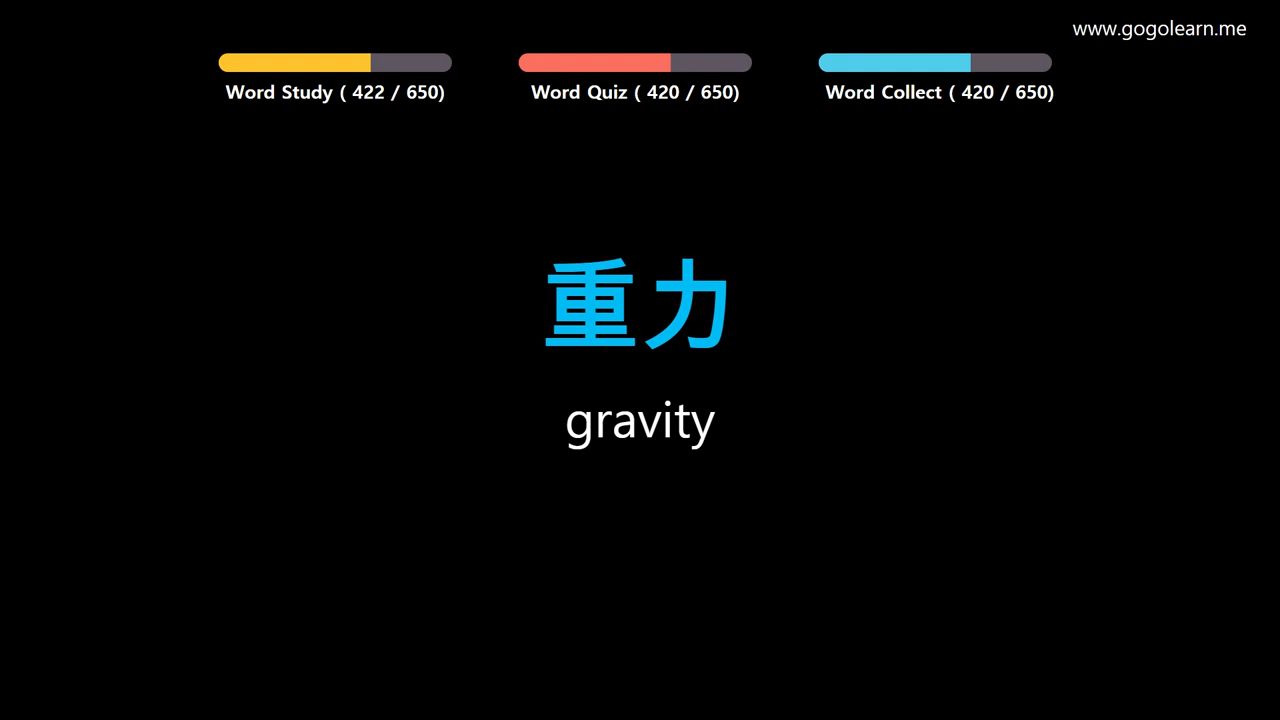 www.gogolearn.me
Word Study ( 422 / 650)
Word Quiz ( 420 / 650)
Word Collect ( 420 / 650)
重力
gravity